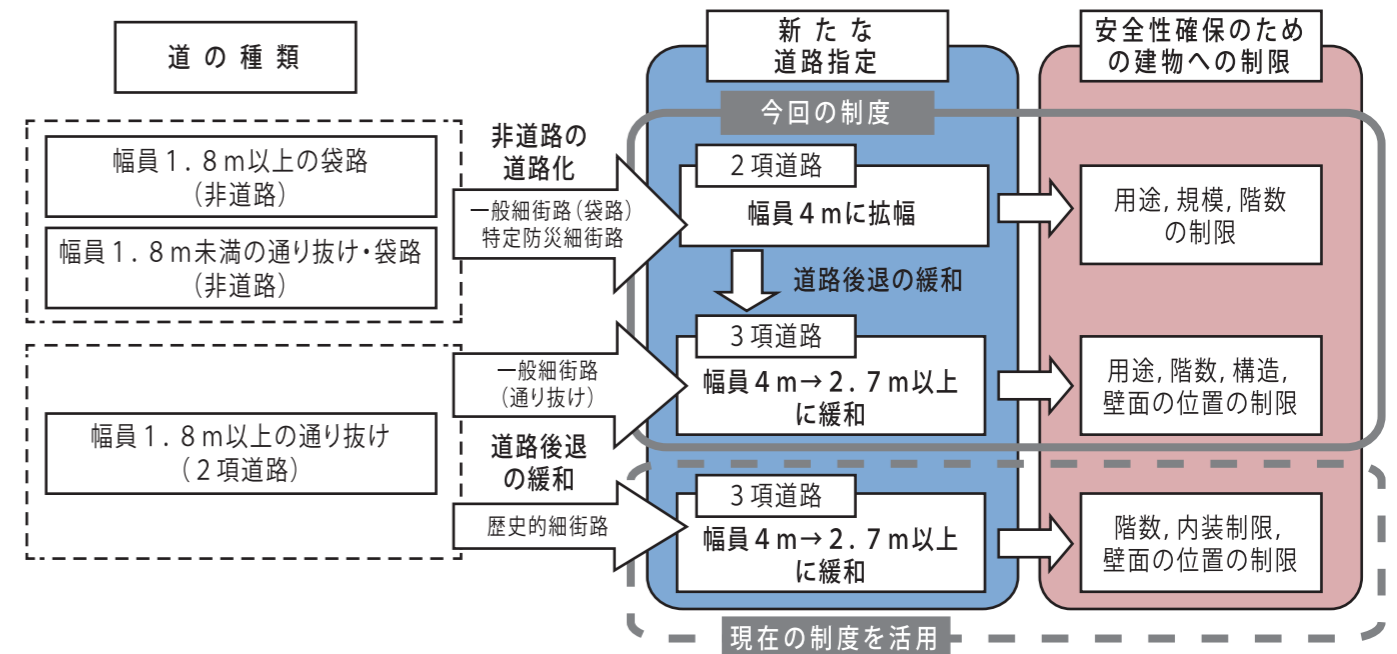 道の種類
新たな
道路指定
安全性確保のため
の建物への制限
今回の制度
幅員1.8m以上の袋路
(非道路)
幅員1.8m未満の通り抜け・袋路
(非道路)
非道路の
道路化
一般細街路(袋路)
特定防災細街路
2項道路
幅員4mに拡幅
用途,規模,階数
の制限
道路後退の緩和
幅員1.8m以上の通り抜け
(2項道路)
一般細街路
(通り抜け)
3項道路
幅員4m→2.7m以上
に緩和
用途,階数,構造,
壁面の位置の制限
道路後退
の緩和
歴史的細街路
3項道路
幅員4m→2.7m以上
に緩和
階数,内装制限,
壁面の位置の制限
現在の制度を活用